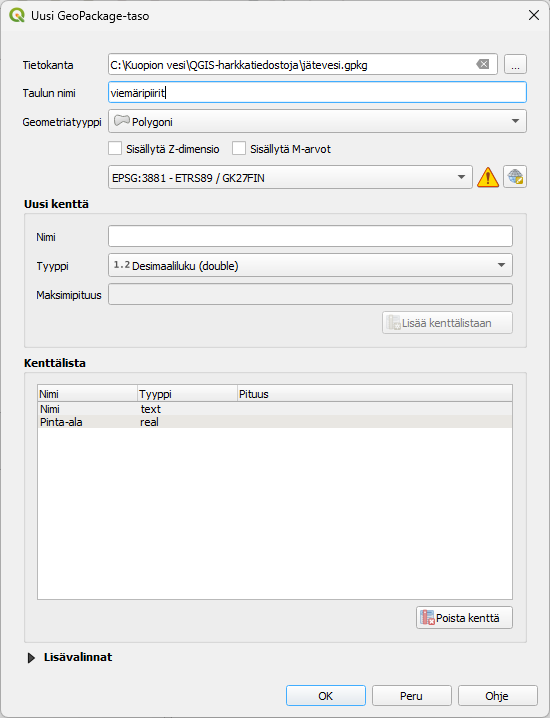 Uusi GeoPackage-taso
Tietokanta C:\Kuopion vesi\QGIS-harkkatiedostoja\jätevesi.gpkg ...
Taulun nimi viemäripiirit
Geometriatyyppi Polygoni
Sisällytä Z-dimensio Sisällytä M-arvot
EPSG:3881 - ETRS89 / GK27FIN
Uusi kenttä
Nimi
Tyyppi 1.2 Desimaaliluku (double)
Maksimipituus
Lisää kenttälistaan
Kenttälista
Nimi Tyyppi Pituus
Nimi text
Pinta-ala real
Poista kenttä
Lisävalinnat
OK Peru Ohje